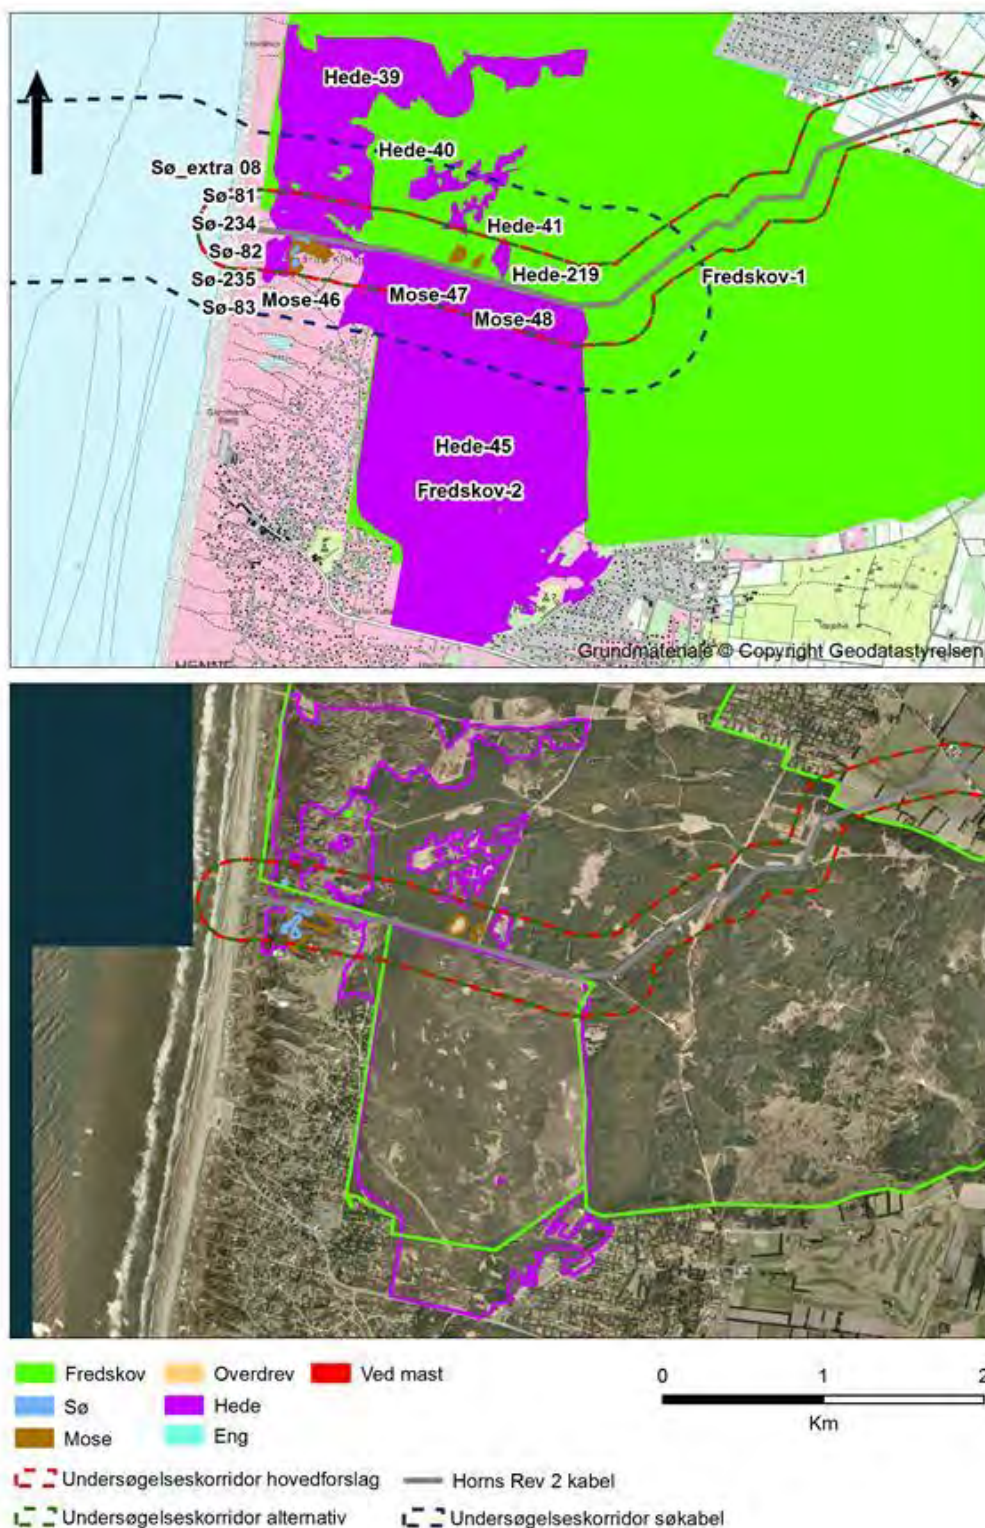 Hede-39
Hede-40
Sø_extra 08
Sø-81
Sø-234
Hede-41
Sø-82
Hede-219
Sø-235
Fredskov-1
Mose-46
Mose-47
Sø-83
Mose-48
Hede-45
Fredskov-2
Grundmateriale © Copyright Geodatastyrelsen
Fredskov
Overdrev
Ved mast
Sø
Hede
Mose
Eng
0 1 2
Km
Undersøgelseskorridor hovedforslag
Horns Rev 2 kabel
Undersøgelseskorridor alternativ
Undersøgelseskorridor søkabel